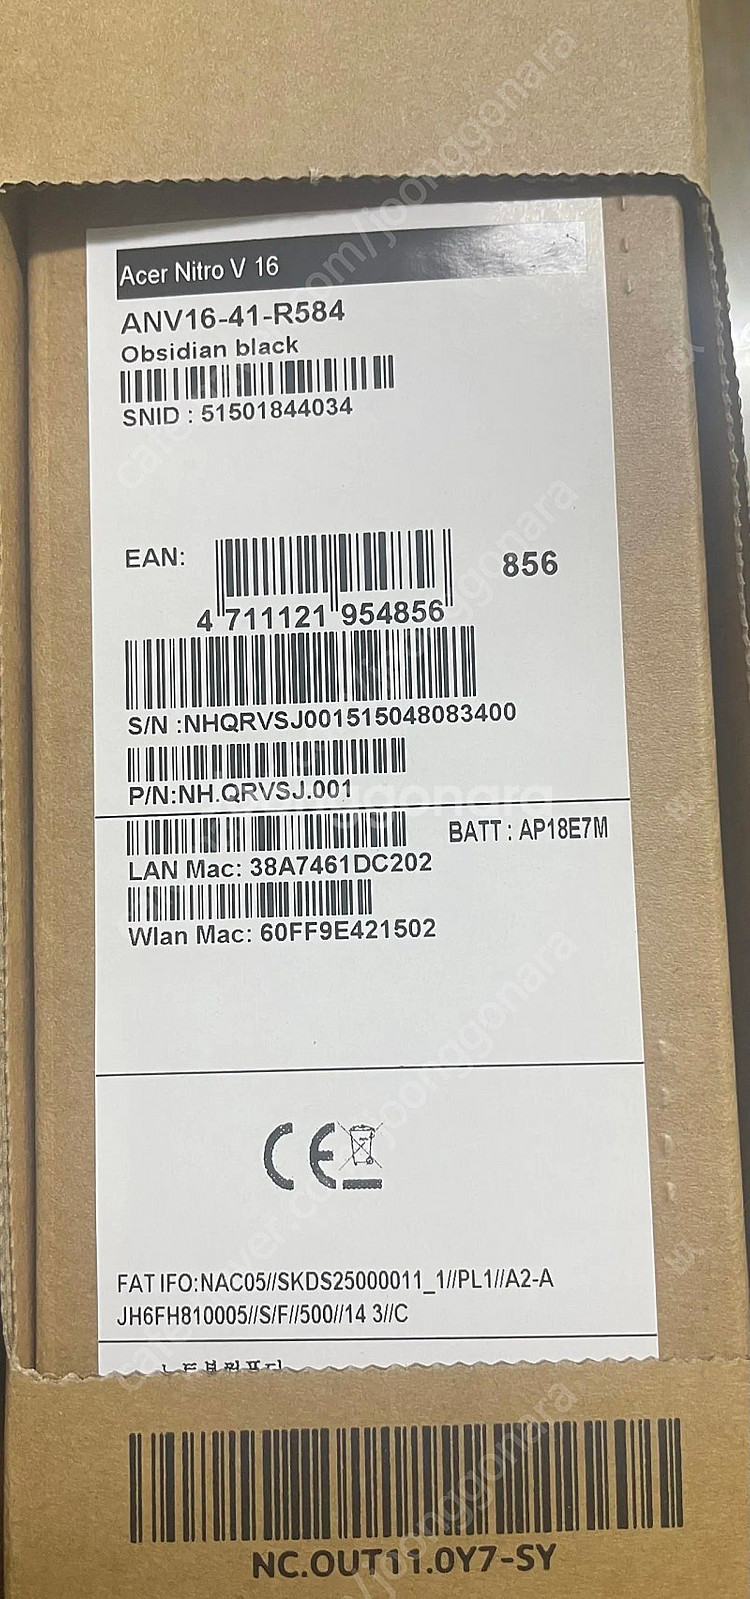 Acer Nitro V 16
ANV16-41-R584
Obsidian black
SNID : 51501844034
EAN:
856
4 711121 954856
S/N :NHQRVSJ001515048083400
P/N:NH.QRVSJ.001
BATT : AP18E7M
LAN Mac: 38A7461DC202
Wlan Mac: 60FF9E421502
CE
FAT IFO:NAC05//SKDS25000011_1//PL1//A2-A
JH6FH810005//S/F//500//14 3//C
NC.OUT11.0Y7-SY